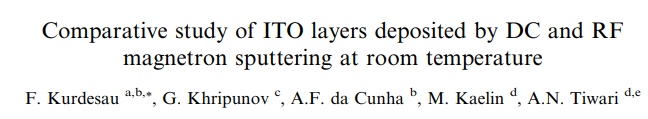 Comparative study of ITO layers deposited by DC and RF
magnetron sputtering at room temperature
F. Kurdesau a,b,*, G. Khripunov c, A.F. da Cunha b, M. Kaelin d, A.N. Tiwari d,e